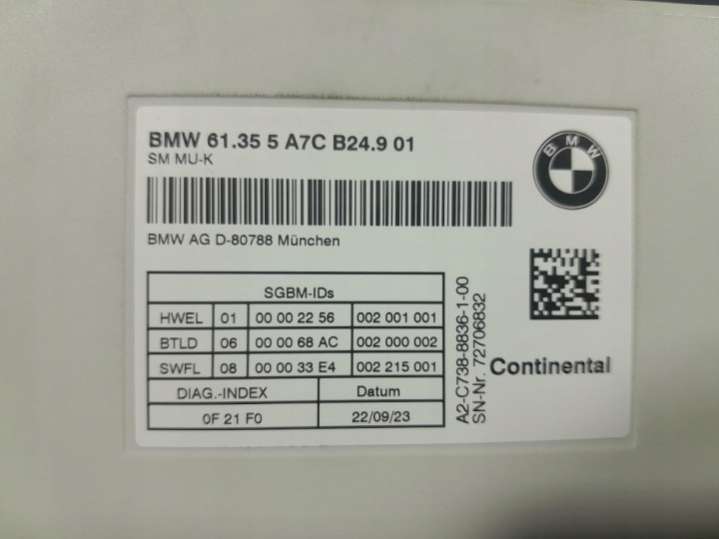 BMW 61.35 5 A7C B24.9 01
SM MU-K
BMW
BMW AG D-80788 München
SGBM-IDs
HWEL 01 00 00 22 56 002 001 001
BTLD 06 00 00 68 AC 002 000 002
SWFL 08 00 00 33 E4 002 215 001
DIAG.-INDEX Datum
0F 21 F0 22/09/23
A2-C738-8836-1-00
SN-Nr. 72706832
Continental